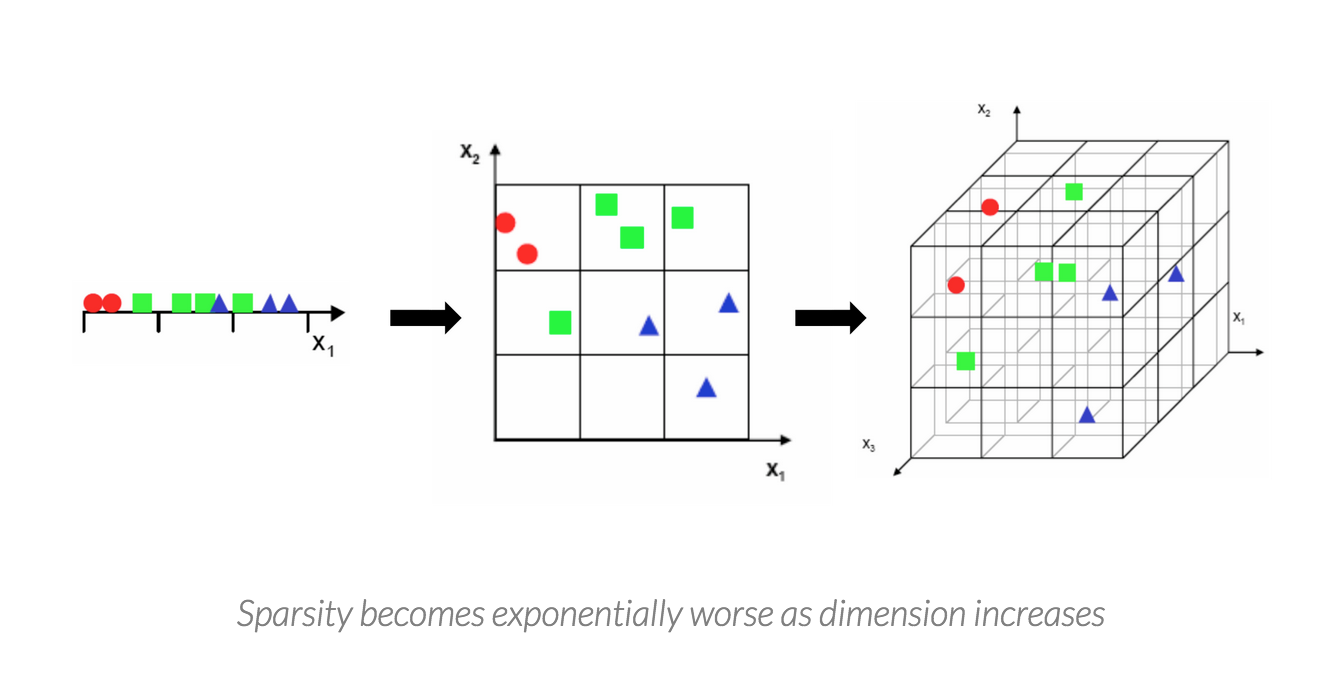 X₁
X₂
X₁
X₂
X₁
X₃
Sparsity becomes exponentially worse as dimension increases